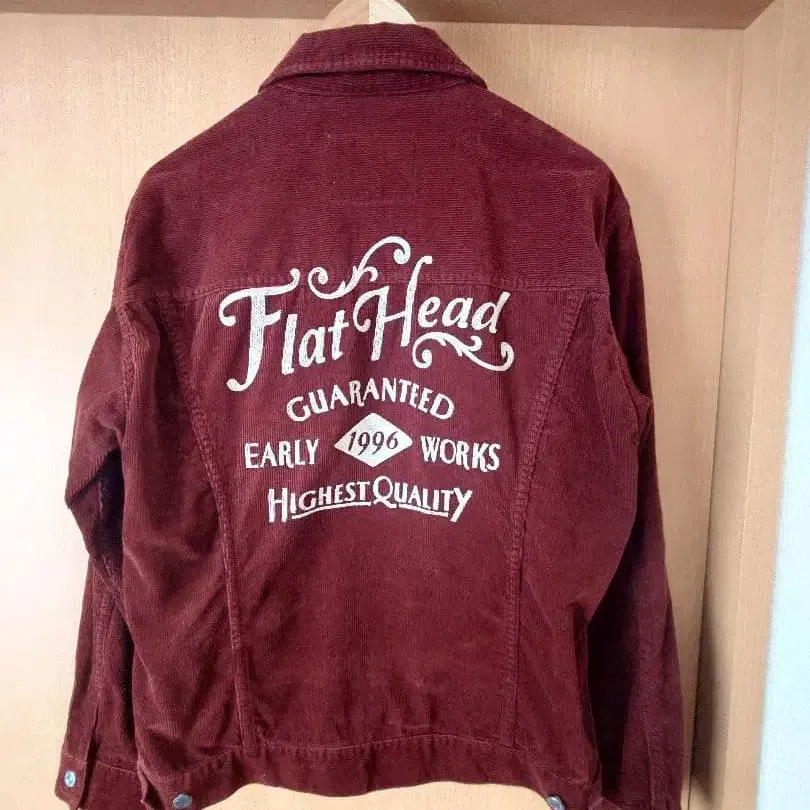 Flat Head
GUARANTEED
EARLY 1996 WORKS
HIGHEST QUALITY